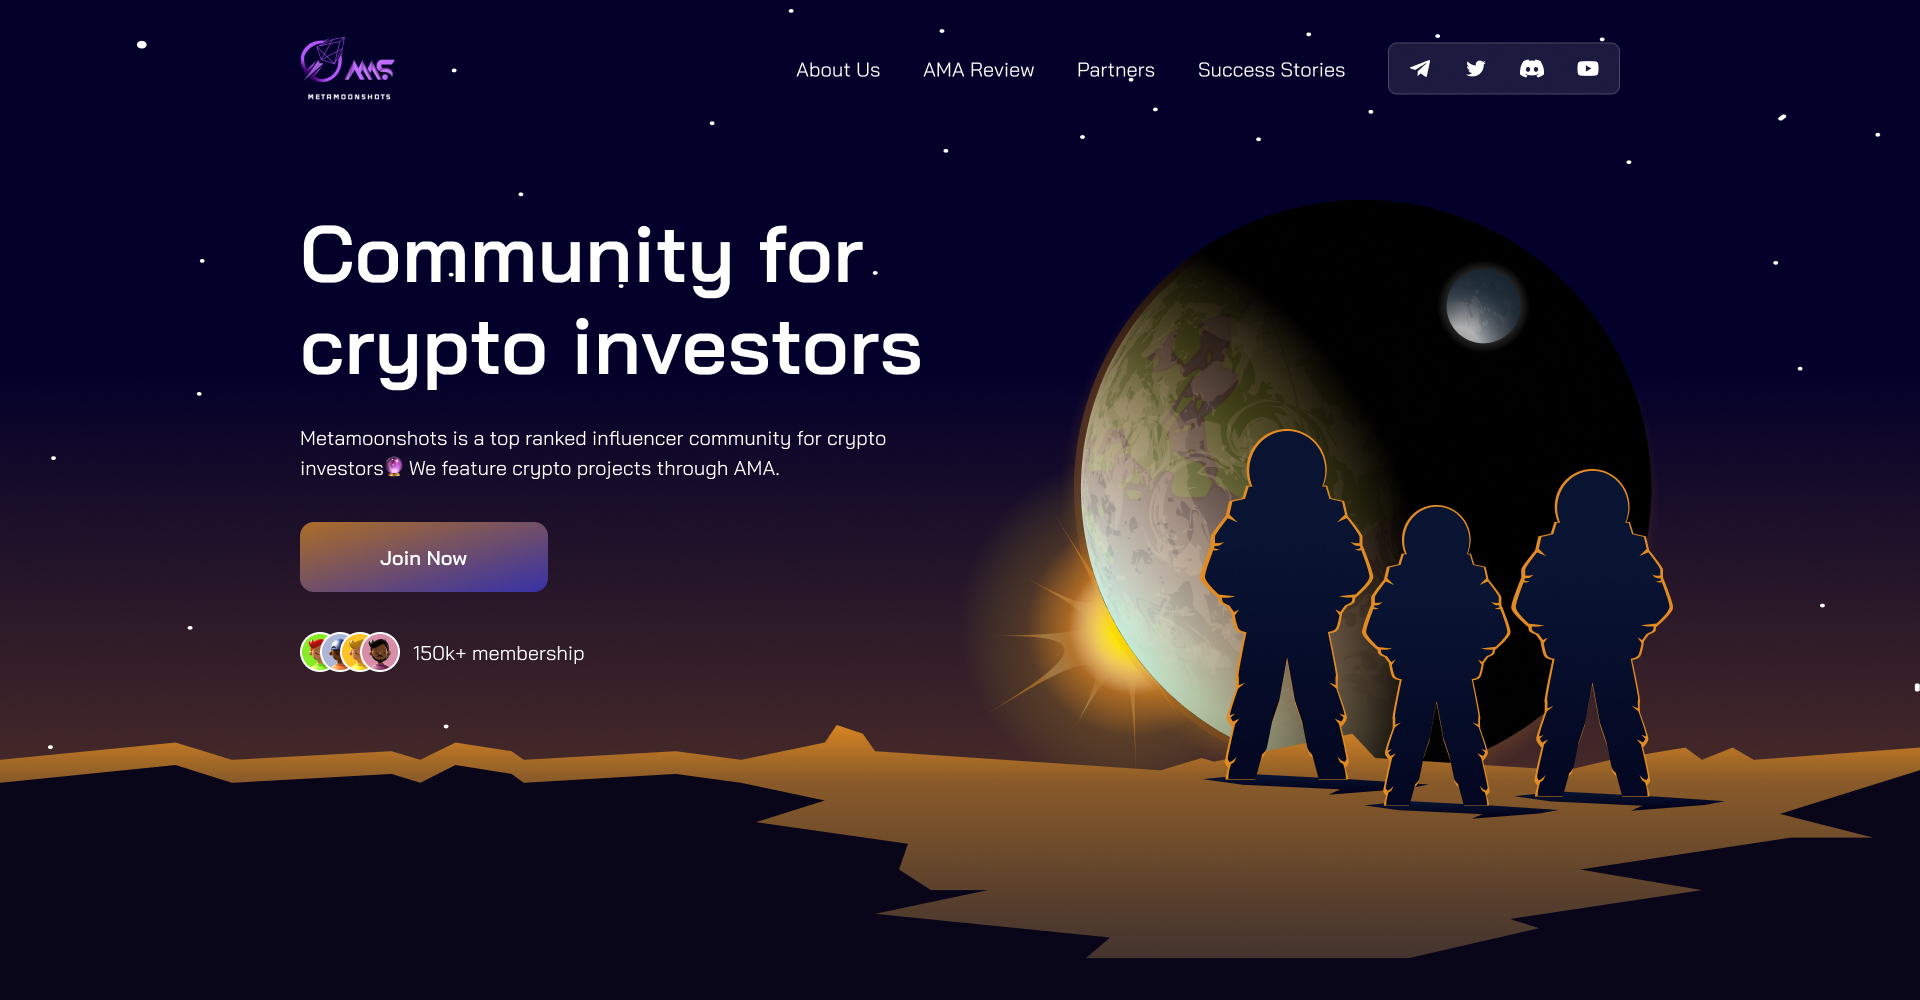 MMS
METAMOONSHOTS
About Us
AMA Review
Partners
Success Stories
Community for
crypto investors
Metamoonshots is a top ranked influencer community for crypto
investors🔮 We feature crypto projects through AMA.
Join Now
150k+ membership